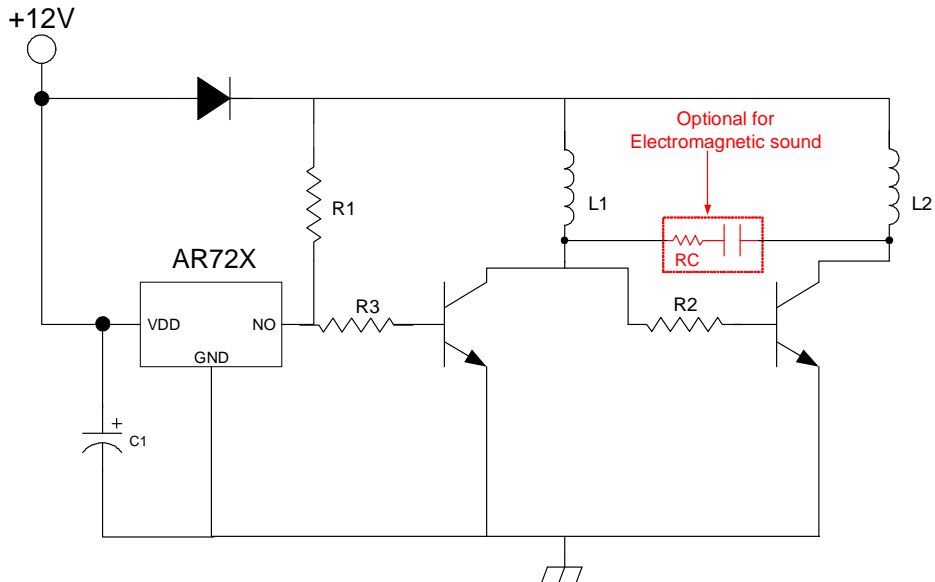 +12V
Optional for
Electromagnetic sound
R1
L1
L2
RC
AR72X
R3
R2
VDD
NO
GND
+
C1